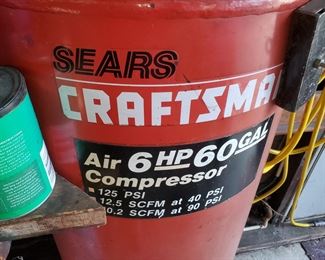 SEARS
CRAFTSMA
Air 6 HP 60 GAL
Compressor
125 PSI
12.5 SCFM at 40 PSI
0.2 SCFM at 90 PSI